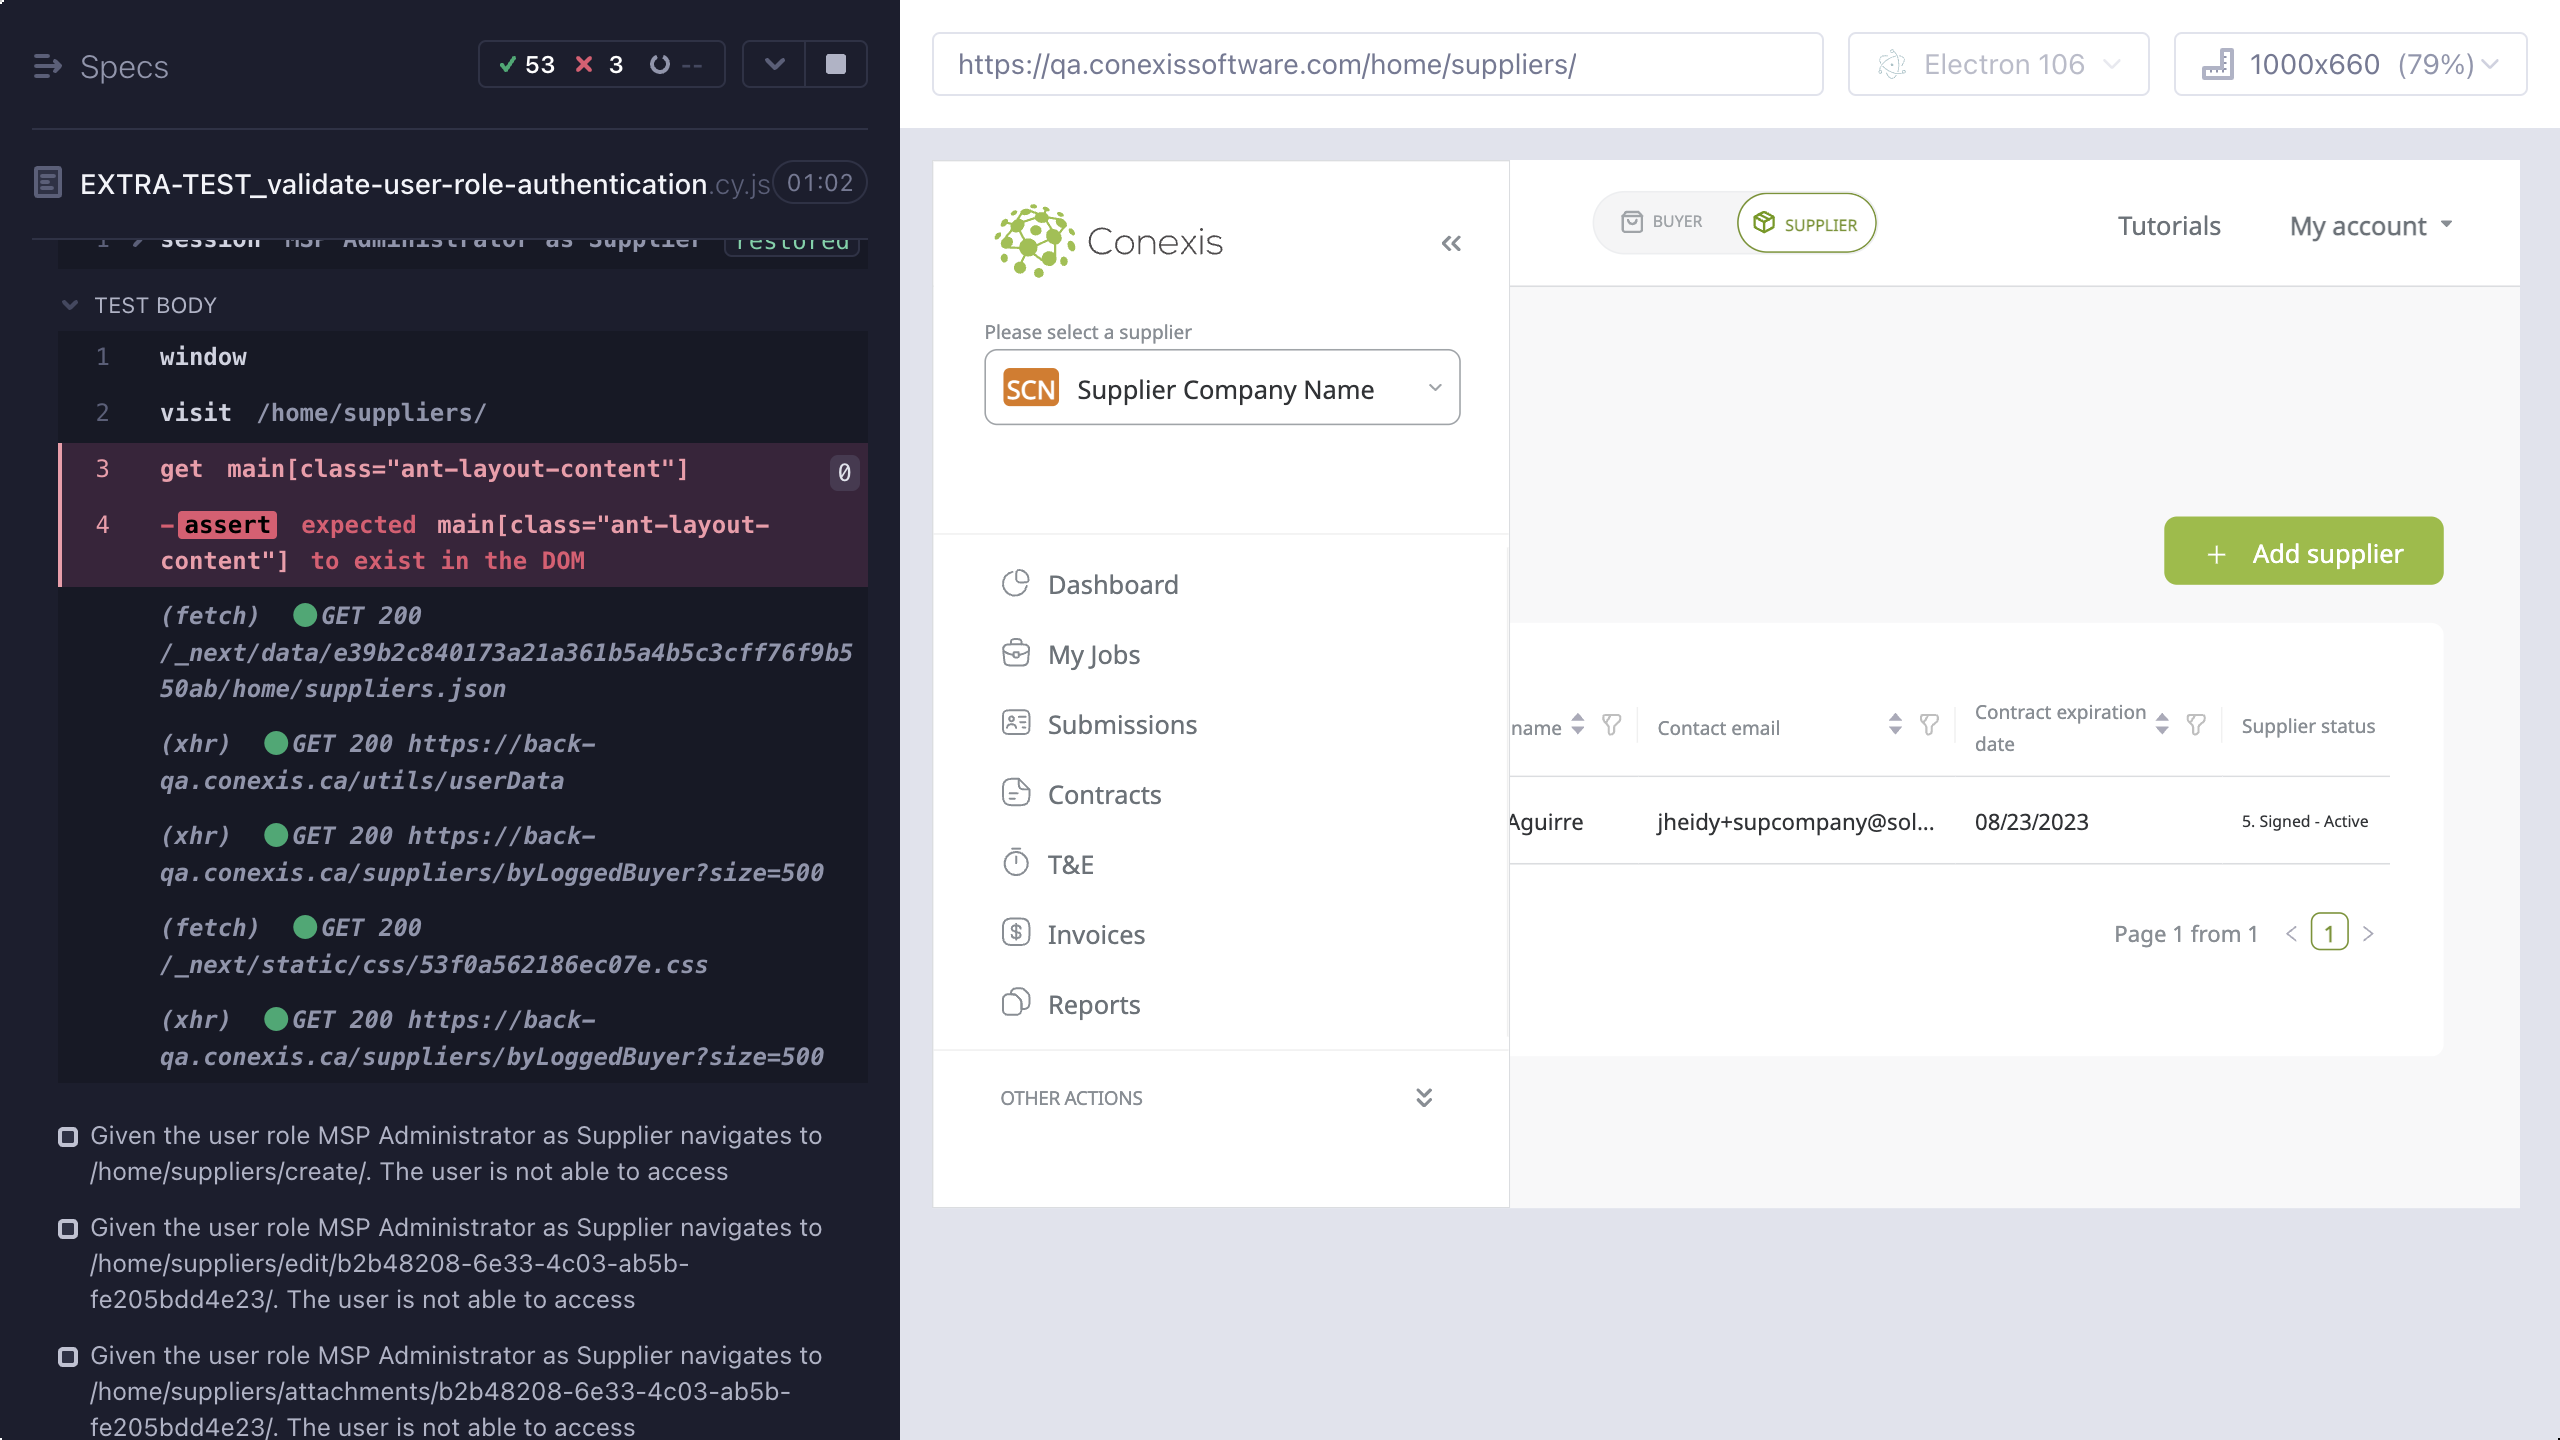 Specs
53 3 --
EXTRA-TEST_validate-user-role-authentication.cy.js 01:02
1 session MSP Administrator as Supplier restored
TEST BODY
1 window
2 visit /home/suppliers/
3 get main[class="ant-layout-content"] 0
4 -assert expected main[class="ant-layout-
content"] to exist in the DOM
(fetch) GET 200
/_next/data/e39b2c840173a21a361b5a4b5c3cff76f9b5
50ab/home/suppliers.json
(xhr) GET 200 https://back-
qa.conexis.ca/utils/userData
(xhr) GET 200 https://back-
qa.conexis.ca/suppliers/byLoggedBuyer?size=500
(fetch) GET 200
/_next/static/css/53f0a562186ec07e.css
(xhr) GET 200 https://back-
qa.conexis.ca/suppliers/byLoggedBuyer?size=500
Given the user role MSP Administrator as Supplier navigates to
/home/suppliers/create/. The user is not able to access
Given the user role MSP Administrator as Supplier navigates to
/home/suppliers/edit/b2b48208-6e33-4c03-ab5b-
fe205bdd4e23/. The user is not able to access
Given the user role MSP Administrator as Supplier navigates to
/home/suppliers/attachments/b2b48208-6e33-4c03-ab5b-
fe205bdd4e23/. The user is not able to access
https://qa.conexissoftware.com/home/suppliers/
Electron 106
1000x660 (79%)
Conexis
Please select a supplier
SCN Supplier Company Name
Dashboard
My Jobs
Submissions
Contracts
T&E
Invoices
Reports
OTHER ACTIONS
BUYER
SUPPLIER
Tutorials
My account
+ Add supplier
name
Contact email
Contract expiration
date
Supplier status
Aguirre
jheidy+supcompany@sol...
08/23/2023
5. Signed - Active
Page 1 from 1 < 1 >